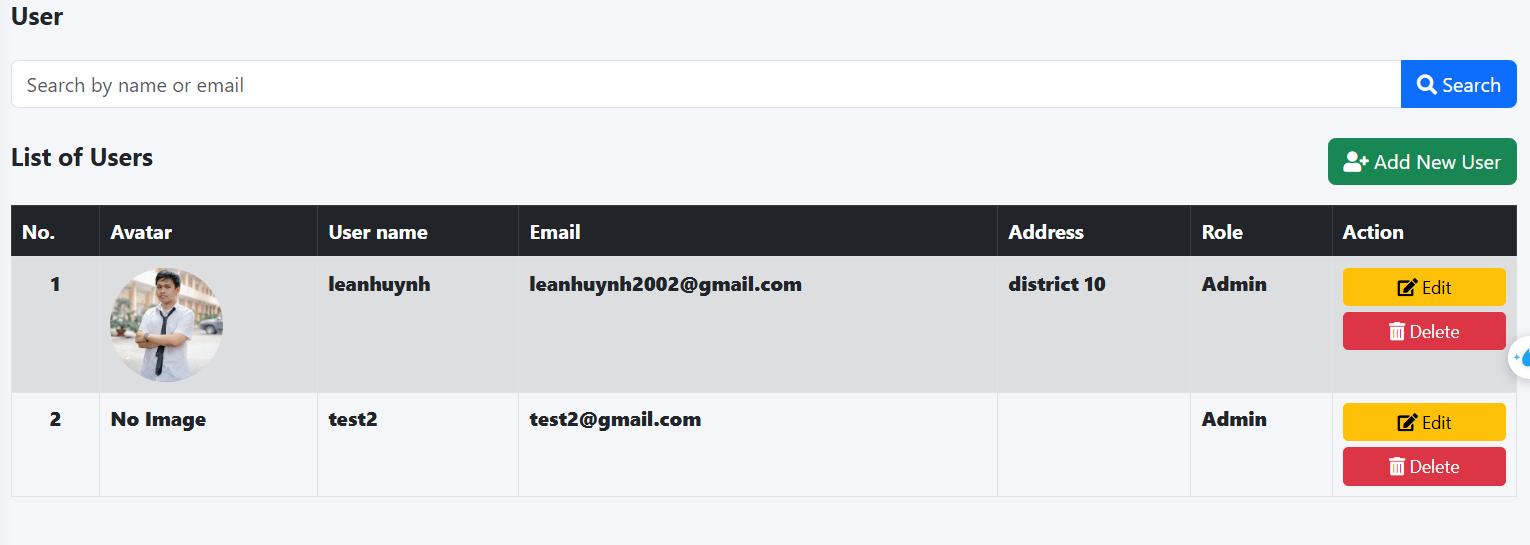 User
Search by name or email
Search
List of Users
Add New User
No. Avatar User name Email Address Role Action
1 leanhuynh leanhuynh2002@gmail.com district 10 Admin Edit
Delete
2 No Image test2 test2@gmail.com Admin Edit
Delete